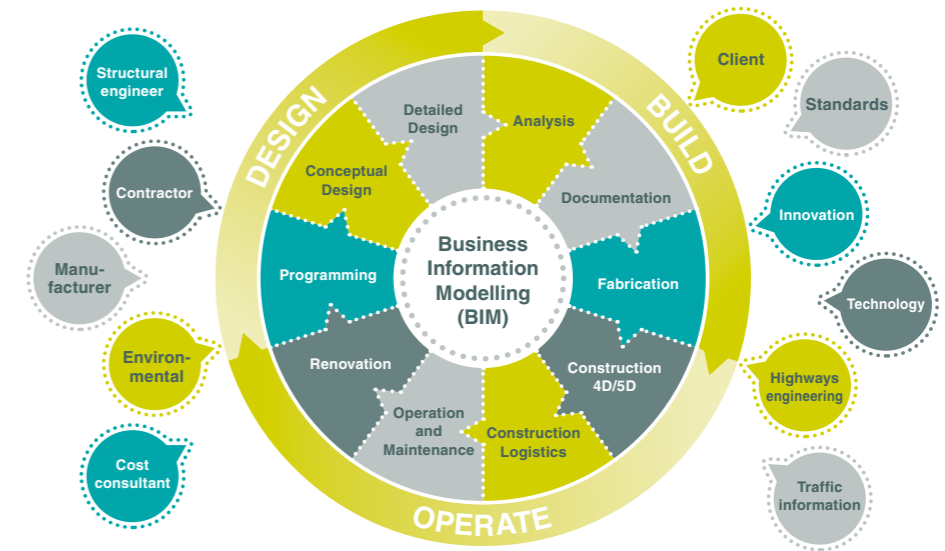 Structural
engineer
Contractor
Manu-
facturer
Environ-
mental
Cost
consultant
DESIGN
BUILD
OPERATE
Detailed
Design
Analysis
Documentation
Fabrication
Construction
4D/5D
Construction
Logistics
Operation
and
Maintenance
Renovation
Programming
Conceptual
Design
Business
Information
Modelling
(BIM)
Client
Standards
Innovation
Technology
Highways
engineering
Traffic
information